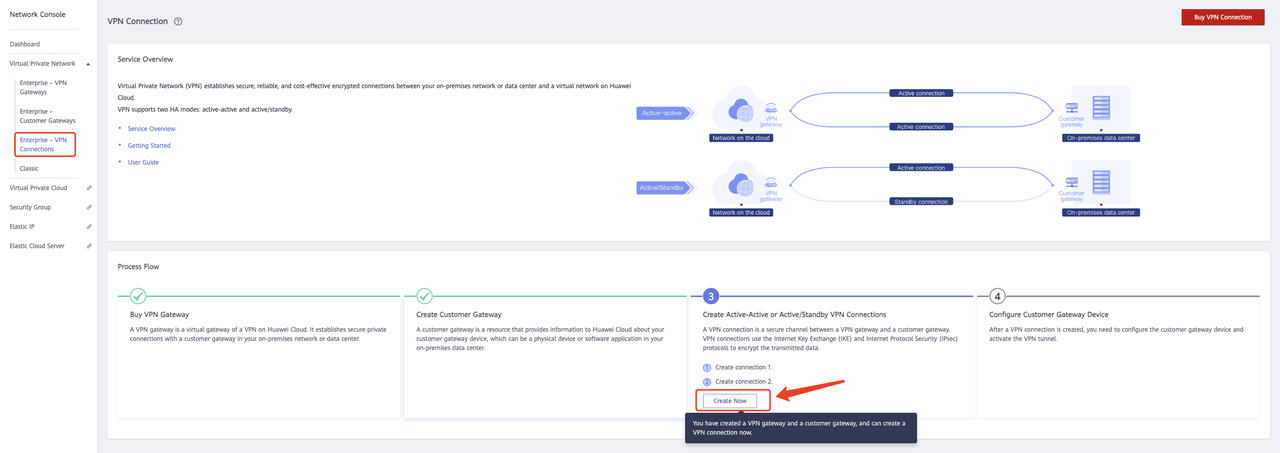 Network Console
Dashboard
Virtual Private Network
Enterprise – VPN
Gateways
Enterprise –
Customer Gateways
Enterprise – VPN
Connections
Classic
Virtual Private Cloud
Security Group
Elastic IP
Elastic Cloud Server
VPN Connection ?
Buy VPN Connection
Service Overview
Virtual Private Network (VPN) establishes secure, reliable, and cost-effective encrypted connections between your on-premises network or data center and a virtual network on Huawei
Cloud.
VPN supports two HA modes: active-active and active/standby.
Service Overview
Getting Started
User Guide
Active-active
VPN
gateway
Network on the cloud
Active connection
Active connection
Customer
gateway
On-premises data center
Active/Standby
VPN
gateway
Network on the cloud
Active connection
Standby connection
Customer
gateway
On-premises data center
Process Flow
Buy VPN Gateway
A VPN gateway is a virtual gateway of a VPN on Huawei Cloud. It establishes secure private
connections with a customer gateway in your on-premises network or data center.
Create Customer Gateway
A customer gateway is a resource that provides information to Huawei Cloud about your
customer gateway device, which can be a physical device or software application in your
on-premises data center.
3
Create Active-Active or Active/Standby VPN Connections
A VPN connection is a secure channel between a VPN gateway and a customer gateway.
VPN connections use the Internet Key Exchange (IKE) and Internet Protocol Security (IPsec)
protocols to encrypt the transmitted data.
1 Create connection 1.
2 Create connection 2.
Create Now
You have created a VPN gateway and a customer gateway, and can create a
VPN connection now.
4
Configure Customer Gateway Device
After a VPN connection is created, you need to configure the customer gateway device and
activate the VPN tunnel.